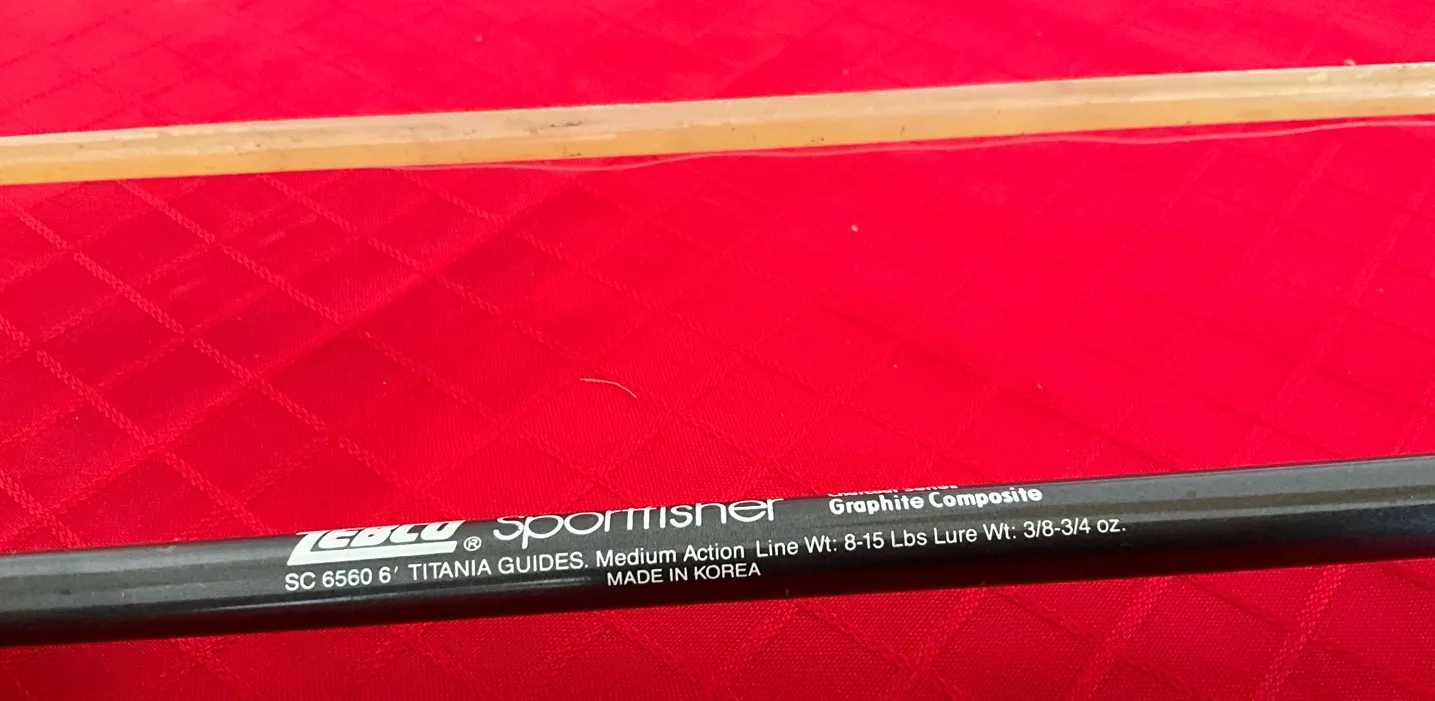 ZEBCO® Sportfisher
Graphite Composite
SC 6560 6' TITANIA GUIDES. Medium Action Line Wt: 8-15 Lbs Lure Wt: 3/8-3/4 oz.
MADE IN KOREA